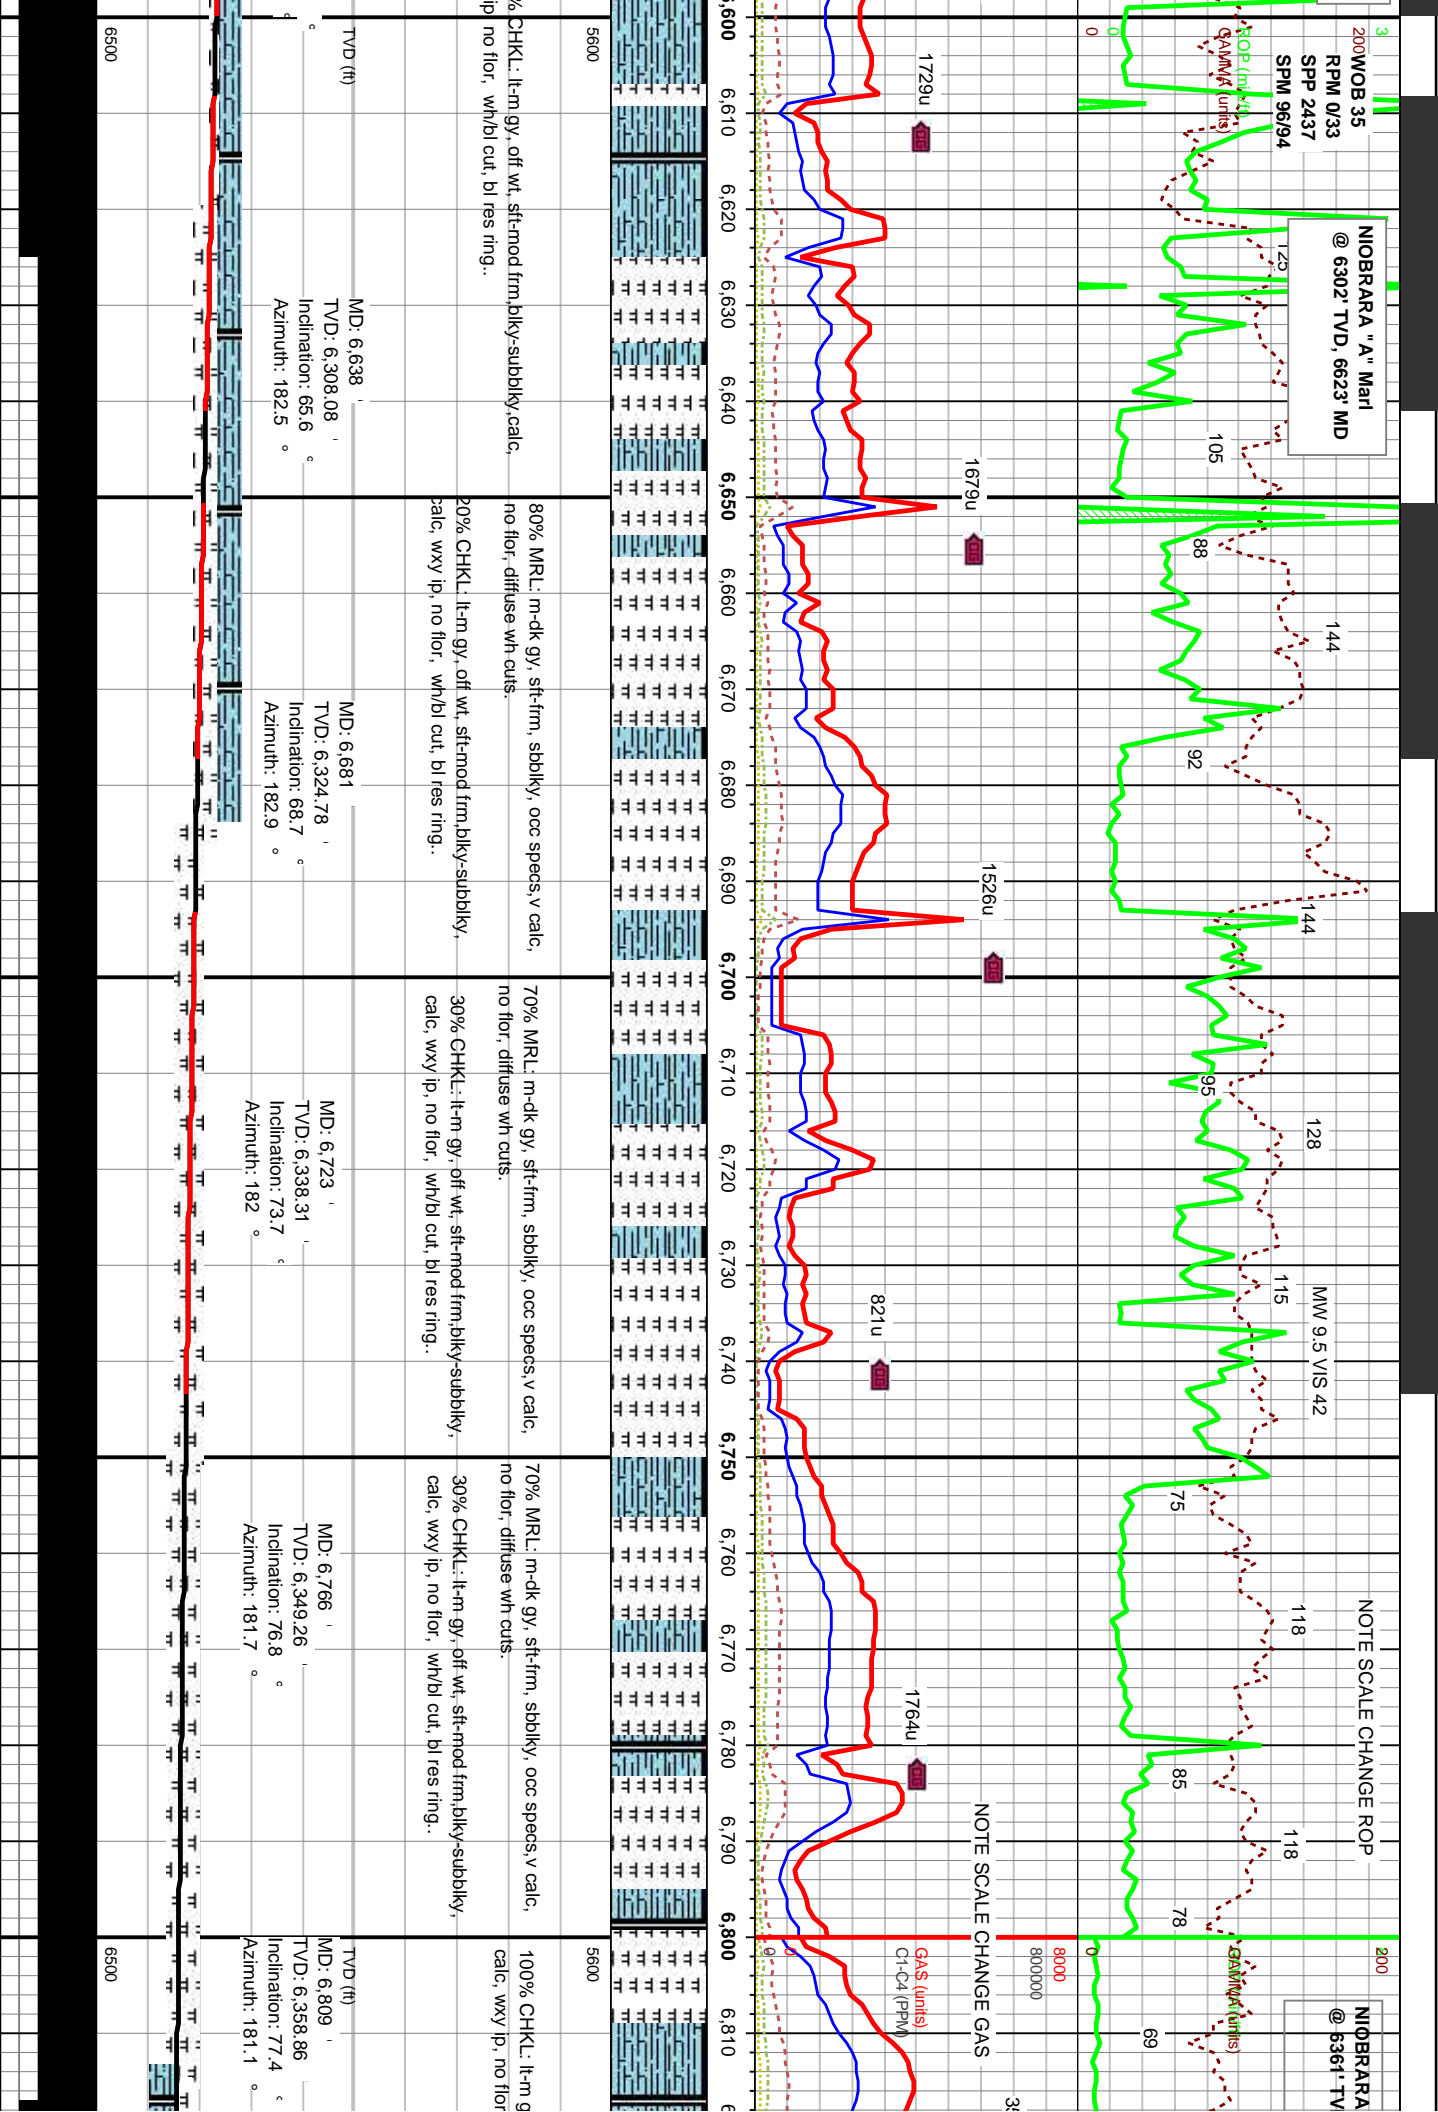 200
WOB 35
RPM 0/33
SPP 2437
SPM 96/94
3
ROP (min/ft)
GAMMA (units)
0
0
NIOBRARA "A" Marl
@ 6302' TVD, 6623' MD
125
105
88
144
92
144
95
128
115
MW 9.5 VIS 42
75
118
NOTE SCALE CHANGE ROP
85
118
78
200
GAMMA (units)
0
69
NIOBRARA
@ 6361' TV
1729u
1679u
1526u
821u
1764u
NOTE SCALE CHANGE GAS
8000
800000
GAS (units)
C1-C4 (PPM)
0
0
6,600
6,610
6,620
6,630
6,640
6,650
6,660
6,670
6,680
6,690
6,700
6,710
6,720
6,730
6,740
6,750
6,760
6,770
6,780
6,790
6,800
6,810
% CHKL: lt-m gy, off wt, sft-mod frm,blky-subblky,calc,
ip, no flor, wh/bl cut, bl res ring..
80% MRL: m-dk gy, sft-frm, sbblky, occ specs,v calc,
no flor, diffuse wh cuts.
20% CHKL: lt-m gy, off wt, sft-mod frm,blky-subblky,
calc, wxy ip, no flor, wh/bl cut, bl res ring..
70% MRL: m-dk gy, sft-frm, sbblky, occ specs,v calc,
no flor, diffuse wh cuts.
30% CHKL: lt-m gy, off wt, sft-mod frm,blky-subblky,
calc, wxy ip, no flor, wh/bl cut, bl res ring..
70% MRL: m-dk gy, sft-frm, sbblky, occ specs,v calc,
no flor, diffuse wh cuts.
30% CHKL: lt-m gy, off wt, sft-mod frm,blky-subblky,
calc, wxy ip, no flor, wh/bl cut, bl res ring..
100% CHKL: lt-m g
calc, wxy ip, no flor
5600
TVD (ft)
6500
MD: 6,638 '
TVD: 6,308.08 '
Inclination: 65.6 °
Azimuth: 182.5 °
MD: 6,681 '
TVD: 6,324.78 '
Inclination: 68.7 °
Azimuth: 182.9 °
MD: 6,723 '
TVD: 6,338.31 '
Inclination: 73.7 °
Azimuth: 182 °
MD: 6,766 '
TVD: 6,349.26 '
Inclination: 76.8 °
Azimuth: 181.7 °
5600
TVD (ft)
MD: 6,809 '
TVD: 6,358.86 '
Inclination: 77.4 °
Azimuth: 181.1 °
6500